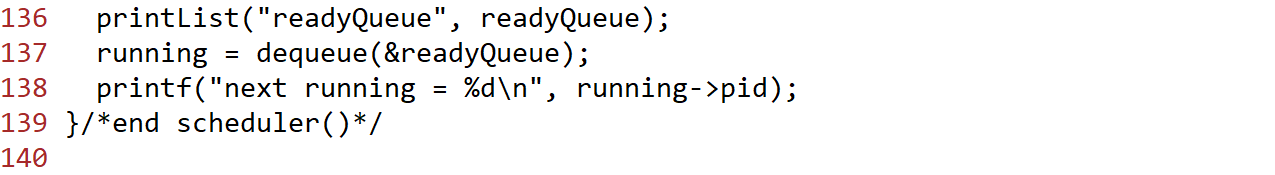 136   printList("readyQueue", readyQueue);
137   running = dequeue(&readyQueue);
138   printf("next running = %d\n", running->pid);
139 }/*end scheduler()*/
140